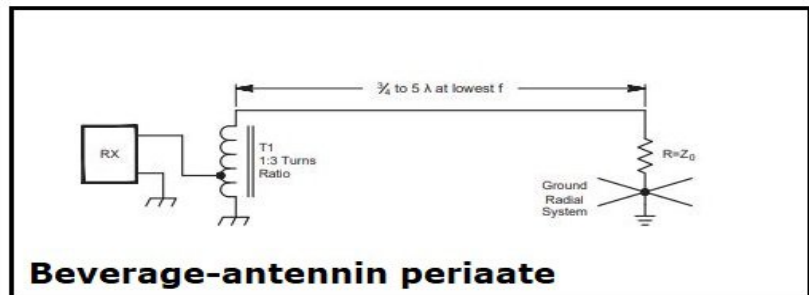 ¾ to 5 λ at lowest f
RX
T1
1:3 Turns
Ratio
R=Z₀
Ground
Radial
System
Beverage-antennin periaate